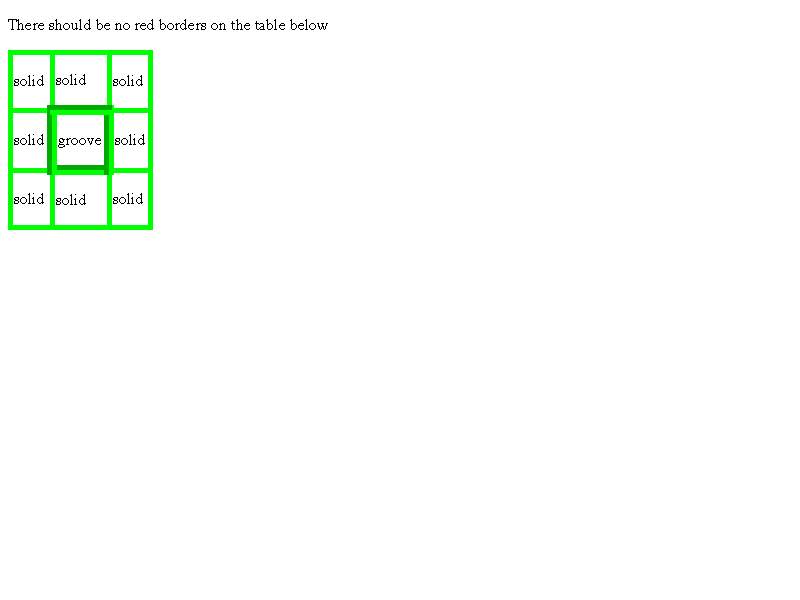 There should be no red borders on the table below
solid solid solid
solid groove solid
solid solid solid